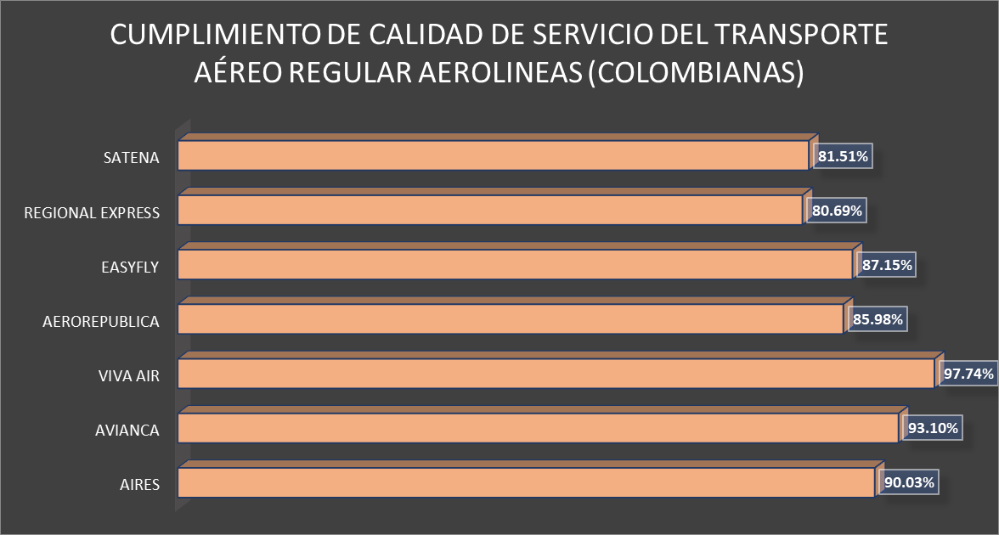 CUMPLIMIENTO DE CALIDAD DE SERVICIO DEL TRANSPORTE
AÉREO REGULAR AEROLINEAS (COLOMBIANAS)
SATENA 81.51%
REGIONAL EXPRESS 80.69%
EASYFLY 87.15%
AEROREPUBLICA 85.98%
VIVA AIR 97.74%
AVIANCA 93.10%
AIRES 90.03%